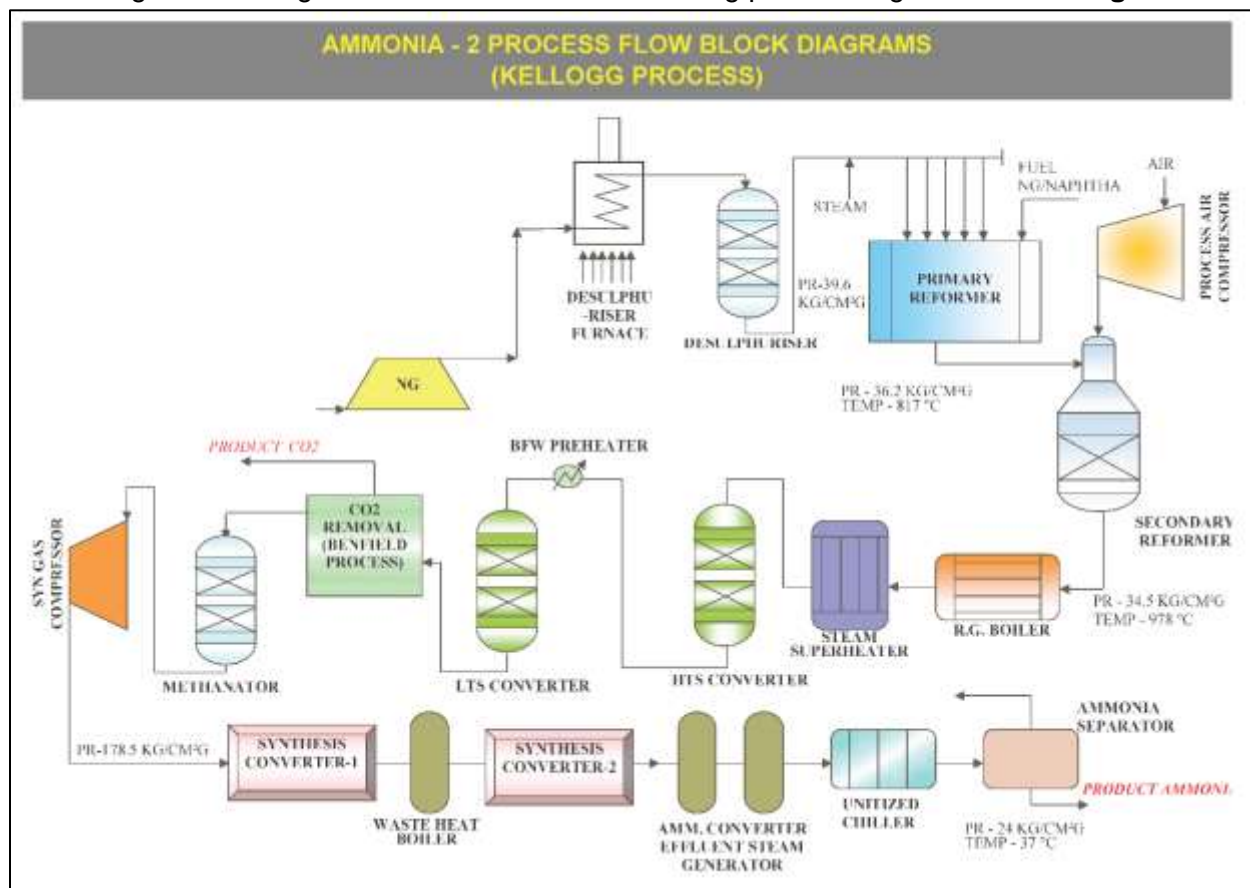 AMMONIA - 2 PROCESS FLOW BLOCK DIAGRAMS
(KELLOGG PROCESS)
FUEL
NG/NAPHTHA
AIR
STEAM
PROCESS AIR
COMPRESSOR
PR-39.6
KG/CM²G
PRIMARY
REFORMER
DESULPHU
-RISER
FURNACE
DESULPHURISER
NG
PR - 36.2 KG/CM²G
TEMP - 817 °C
PRODUCT CO2
BFW PREHEATER
CO2
REMOVAL
(BENFIELD
PROCESS)
SYN GAS
COMPRESSOR
SECONDARY
REFORMER
PR - 34.5 KG/CM²G
TEMP - 978 °C
R.G. BOILER
STEAM
SUPERHEATER
METHANATOR
LTS CONVERTER
HTS CONVERTER
AMMONIA
SEPARATOR
PR-178.5 KG/CM²G
SYNTHESIS
CONVERTER-1
SYNTHESIS
CONVERTER-2
PRODUCT AMMONI
WASTE HEAT
BOILER
AMM. CONVERTER
EFFLUENT STEAM
GENERATOR
UNITIZED
CHILLER
PR - 24 KG/CM²G
TEMP - 37 °C